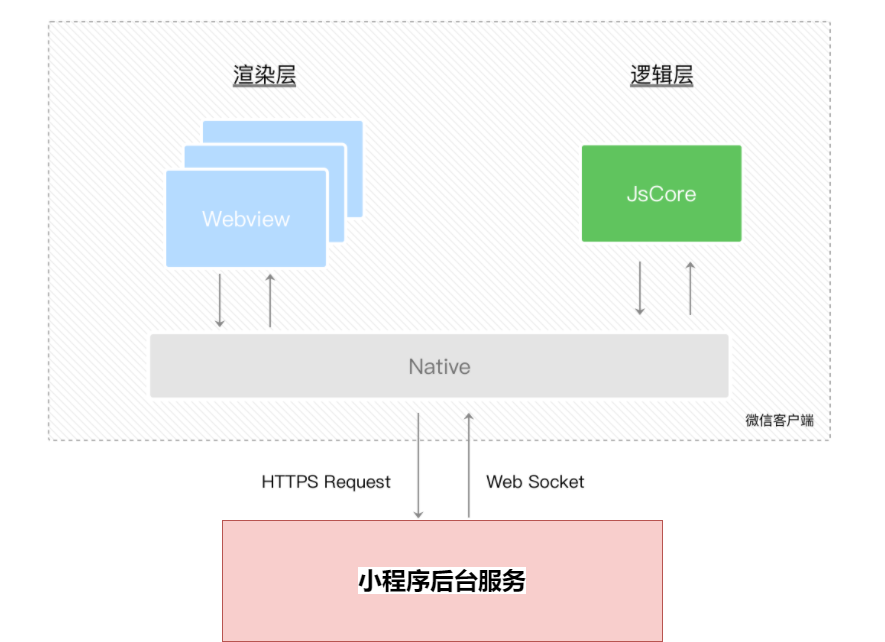 渲染层
逻辑层
Webview
JsCore
Native
微信客户端
HTTPS Request
Web Socket
小程序后台服务